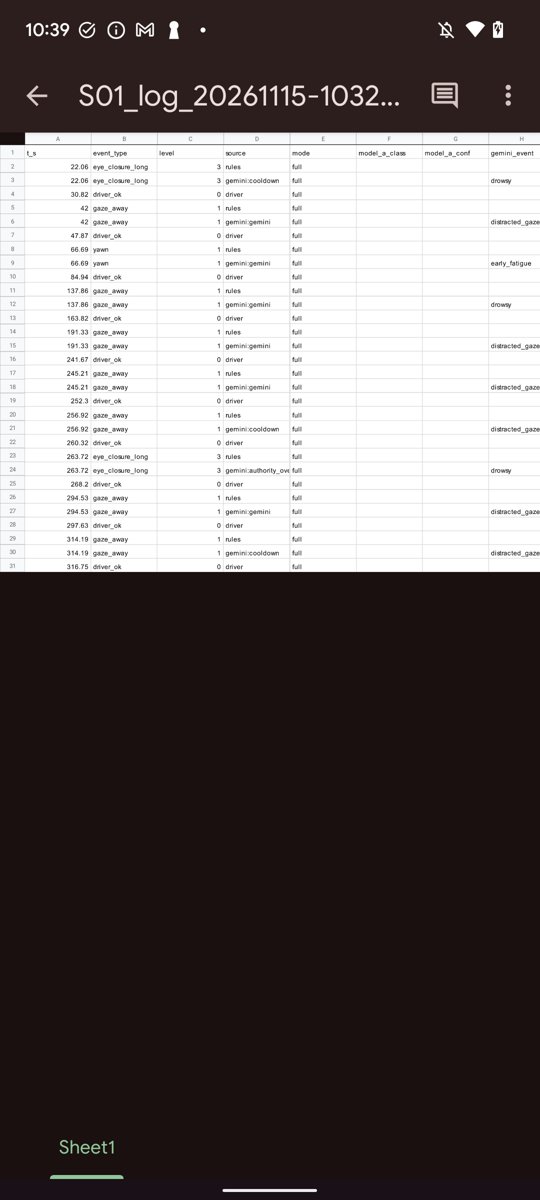 10:39
S01_log_20261115-1032...
A B C D E F G H
1 t_s event_type level source mode model_a_class model_a_conf gemini_event
2 22.06 eye_closure_long 3 rules full
3 22.06 eye_closure_long 3 gemini:cooldown full drowsy
4 30.82 driver_ok 0 driver full
5 42 gaze_away 1 rules full
6 42 gaze_away 1 gemini:gemini full distracted_gaze
7 47.87 driver_ok 0 driver full
8 66.69 yawn 1 rules full
9 66.69 yawn 1 gemini:gemini full early_fatigue
10 84.94 driver_ok 0 driver full
11 137.86 gaze_away 1 rules full
12 137.86 gaze_away 1 gemini:gemini full drowsy
13 163.82 driver_ok 0 driver full
14 191.33 gaze_away 1 rules full
15 191.33 gaze_away 1 gemini:gemini full distracted_gaze
16 241.67 driver_ok 0 driver full
17 245.21 gaze_away 1 rules full
18 245.21 gaze_away 1 gemini:gemini full distracted_gaze
19 252.3 driver_ok 0 driver full
20 256.92 gaze_away 1 rules full
21 256.92 gaze_away 1 gemini:cooldown full distracted_gaze
22 260.32 driver_ok 0 driver full
23 263.72 eye_closure_long 3 rules full
24 263.72 eye_closure_long 3 gemini:authority_ove full drowsy
25 268.2 driver_ok 0 driver full
26 294.53 gaze_away 1 rules full
27 294.53 gaze_away 1 gemini:gemini full distracted_gaze
28 297.63 driver_ok 0 driver full
29 314.19 gaze_away 1 rules full
30 314.19 gaze_away 1 gemini:cooldown full distracted_gaze
31 316.75 driver_ok 0 driver full
Sheet1